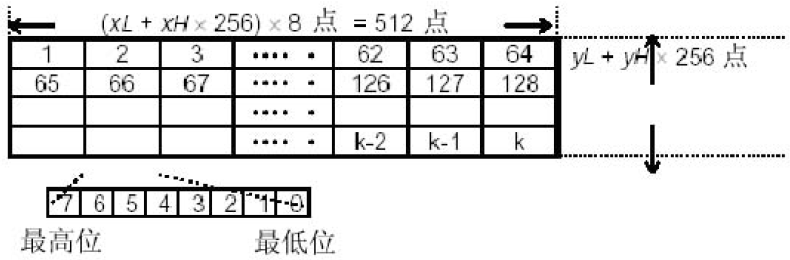 (xL + xH × 256) × 8 点 = 512 点
1 2 3 ···· · 62 63 64
yL + yH × 256 点
65 66 67 ···· · 126 127 128
···· ·
···· · k-2 k-1 k
7 6 5 4 3 2 1 0
最高位 最低位